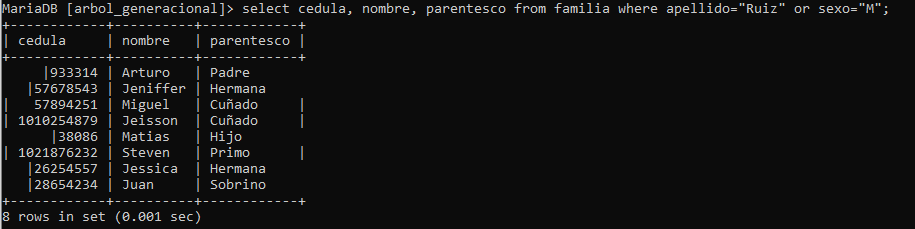 MariaDB [arbol_generacional]> select cedula, nombre, parentesco from familia where apellido="Ruiz" or sexo="M";
+------------+----------+------------+
| cedula     | nombre   | parentesco |
+------------+----------+------------+
     |933314 | Arturo   | Padre
   |57678543 | Jeniffer | Hermana
|   57894251 | Miguel   | Cuñado     |
| 1010254879 | Jeisson  | Cuñado     |
      |38086 | Matias   | Hijo
| 1021876232 | Steven   | Primo      |
   |26254557 | Jessica  | Hermana
   |28654234 | Juan     | Sobrino
+------------+----------+------------+
8 rows in set (0.001 sec)